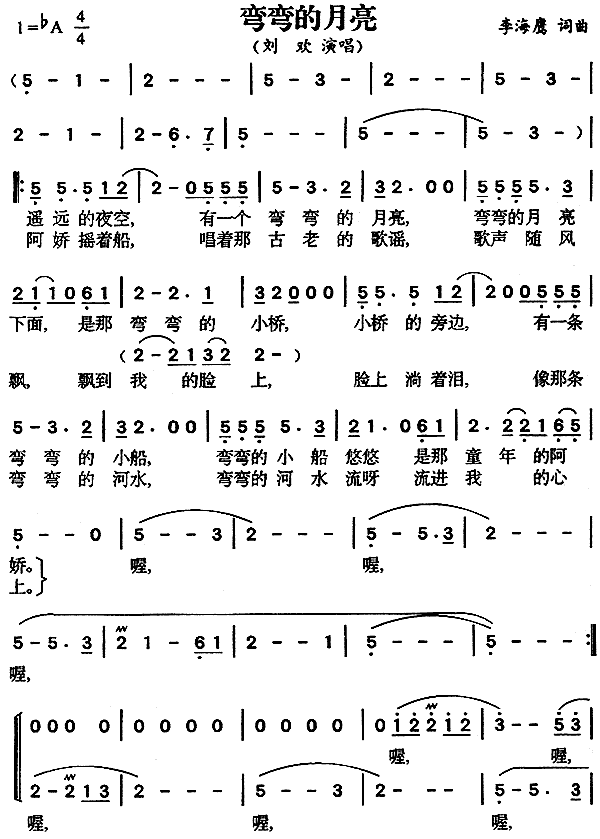 弯弯的月亮
1=♭A 4/4
(刘 欢 演唱)
李海鹰 词曲
(5 - 3 - | 2 - - - | 5 - 3 - | 2 - - - | 5 - 3 -
2 - 1 - | 2 - 6. 7 | 5 - - - | 5 - - - | 5 - 3 - )
5 5. 5 1 2 | 2 - 0 5 5 5 | 5 - 3. 2 | 3 2. 0 0 | 5 5 5 5. 3
遥远的夜空, 有一个 弯 弯 的 月亮, 弯弯的月 亮
阿娇摇着船, 唱着那 古 老 的 歌谣, 歌声 随 风
2 1 1 0 6 1 | 2 - 2. 1 | 3 2 0 0 0 | 5 5. 5 1 2 | 2 0 0 5 5 5
下面, 是那 弯 弯 的 小桥, 小桥 的 旁边, 有一条
(2 - 2 1 3 2 2 - )
飘, 飘到 我 的脸 上, 脸上 淌 着泪, 像那条
5 - 3. 2 | 3 2. 0 0 | 5 5 5 5. 3 | 2 1. 0 6 1 | 2. 2 2 1 6 5
弯 弯 的 小船, 弯弯的 小 船 悠悠 是那 童 年 的阿
弯 弯 的 河水, 弯弯的 河 水 流呀 流进 我 的心
5 - - 0 | 5 - - 3 | 2 - - - | 5 - 5. 3 | 2 - - -
娇。 喔, 喔,
上。
5 - 5. 3 | 2 1 - 6 1 | 2 - - 1 | 5 - - - | 5 - - - :
喔,
0 0 0 0 | 0 0 0 0 | 0 0 0 0 | 0 1 2 2 1 2 | 3 - - 5 3
喔, 喔,
2 - 2 1 3 | 2 - - - | 5 - - 3 | 2 - - - | 5 - 5. 3
喔, 喔, 喔,